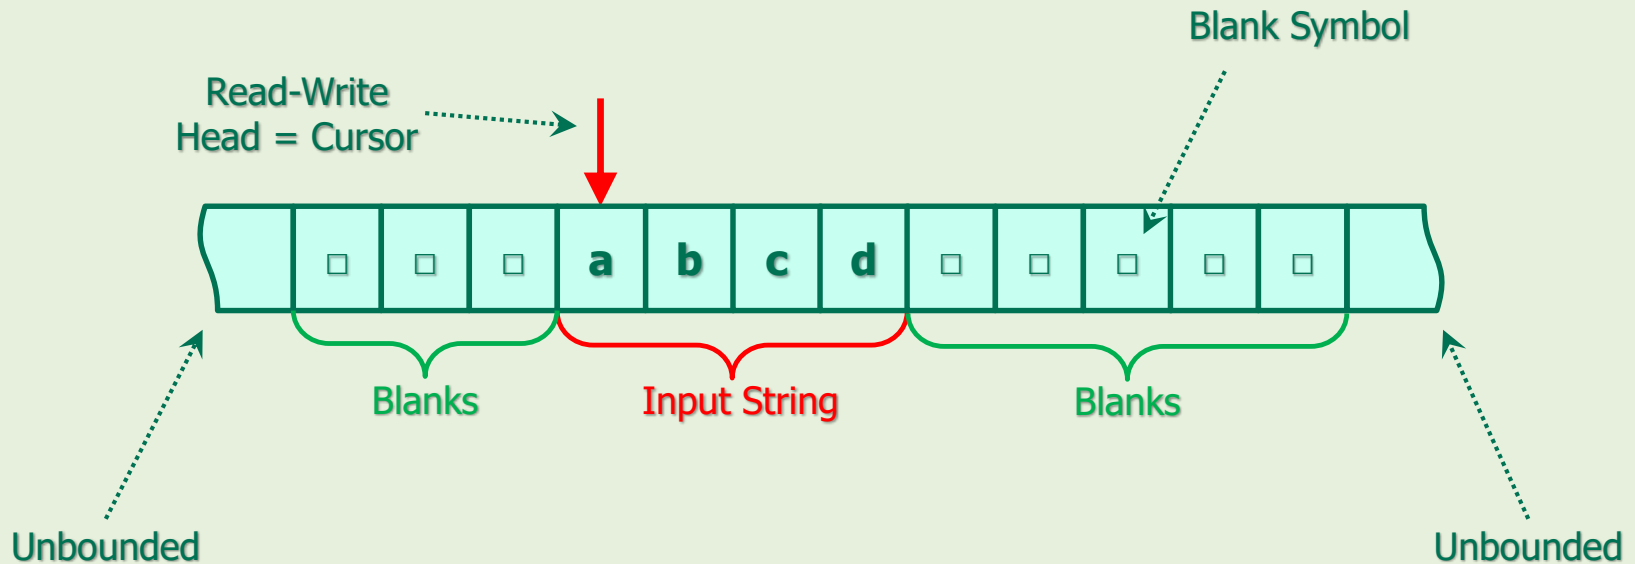 Blank Symbol
Read-Write
Head = Cursor
□ □ □ a b c d □ □ □ □ □
Blanks
Input String
Blanks
Unbounded
Unbounded